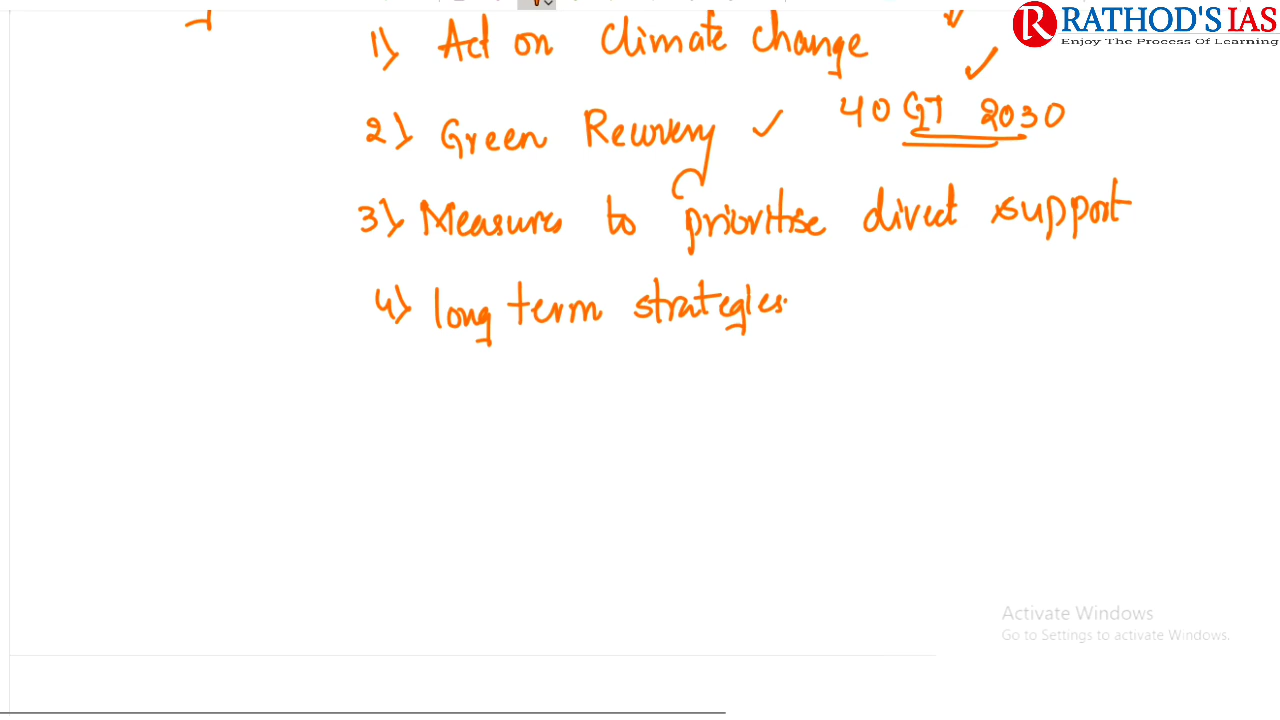 RATHOD'S IAS
Enjoy The Process Of Learning
1) Act on climate change
2) Green Recovery ✓ 40 GT 2030
3) Measures to prioritise direct support
4) long term strategies
Activate Windows
Go to Settings to activate Windows.